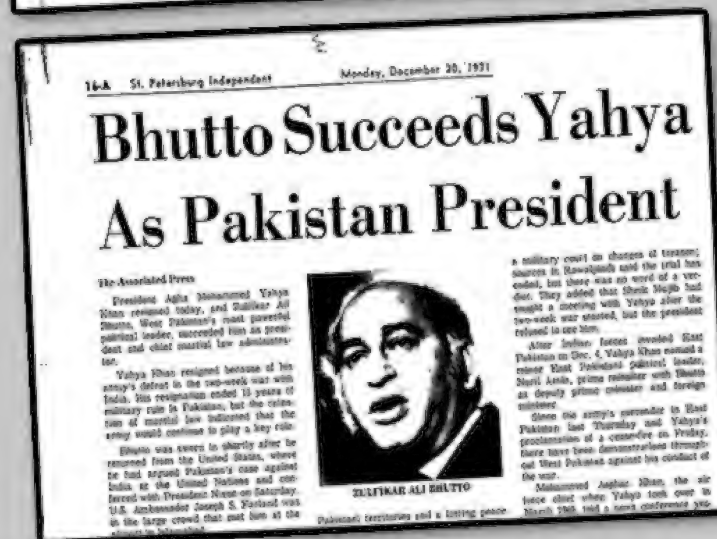 16-A St. Petersburg Independent Monday, December 20, 1971
Bhutto Succeeds Yahya
As Pakistan President
The Associated Press
President Agha Mohammed Yahya
Khan resigned today, and Zulfikar Ali
Bhutto, West Pakistan's most powerful
political leader, succeeded him as presi-
dent and chief martial law administra-
tor.
Yahya Khan resigned because of his
army's defeat in the two-week war with
India. His resignation ended 13 years of
military rule in Pakistan, but the reten-
tion of martial law indicated that the
army would continue to play a key role.
Bhutto was sworn in shortly after he
returned from the United States, where
he had argued Pakistan's case against
India at the United Nations and con-
ferred with President Nixon on Saturday.
U.S. Ambassador Joseph S. Farland was
in the large crowd that met him at the
ZULFIKAR ALI BHUTTO
Pakistani territories and a lasting peace
a military court on charges of treason;
sources in Rawalpindi said the trial has
ended, but there was no word of a ver-
dict. They added that Sheik Mujib had
sought a meeting with Yahya after the
two-week war started, but the president
refused to see him.
After Indian forces invaded East
Pakistan on Dec. 4, Yahya Khan named a
minor East Pakistani political leader,
Nurul Amin, prime minister with Bhutto
as deputy prime minister and foreign
minister.
Since the army's surrender in East
Pakistan last Thursday and Yahya's
proclamation of a cease-fire on Friday,
there have been demonstrations through-
out West Pakistan against his conduct of
the war.
Mohammed Asghar Khan, the air
force chief when Yahya took over in
March 1969, told a news conference yes-